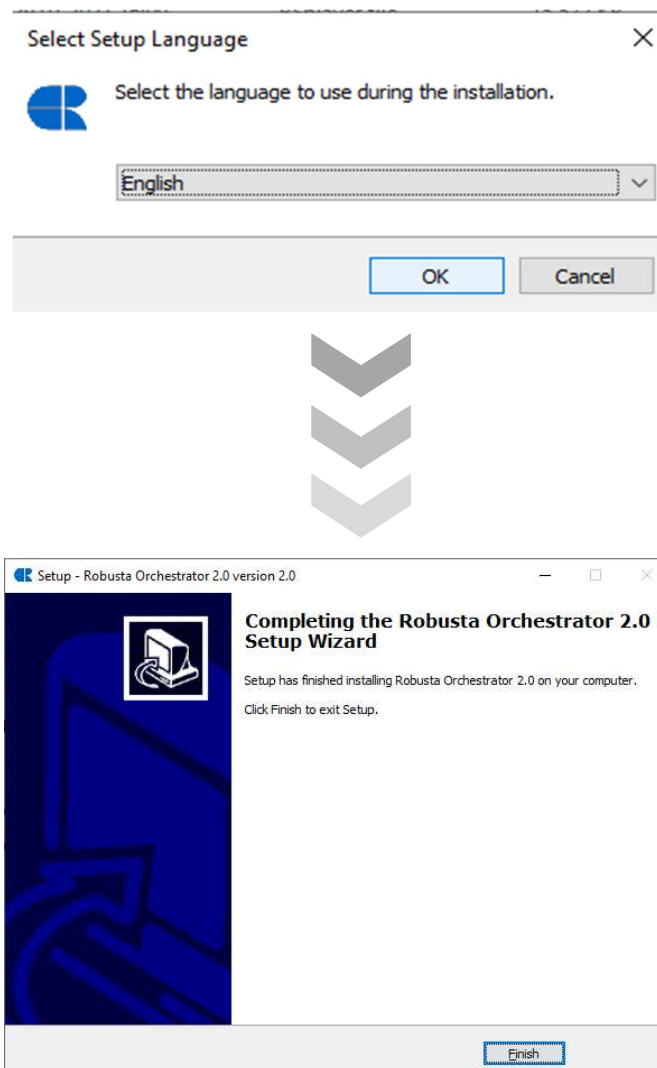 Select Setup Language
Select the language to use during the installation.
English
OK
Cancel
Setup - Robusta Orchestrator 2.0 version 2.0
Completing the Robusta Orchestrator 2.0
Setup Wizard
Setup has finished installing Robusta Orchestrator 2.0 on your computer.
Click Finish to exit Setup.
Finish